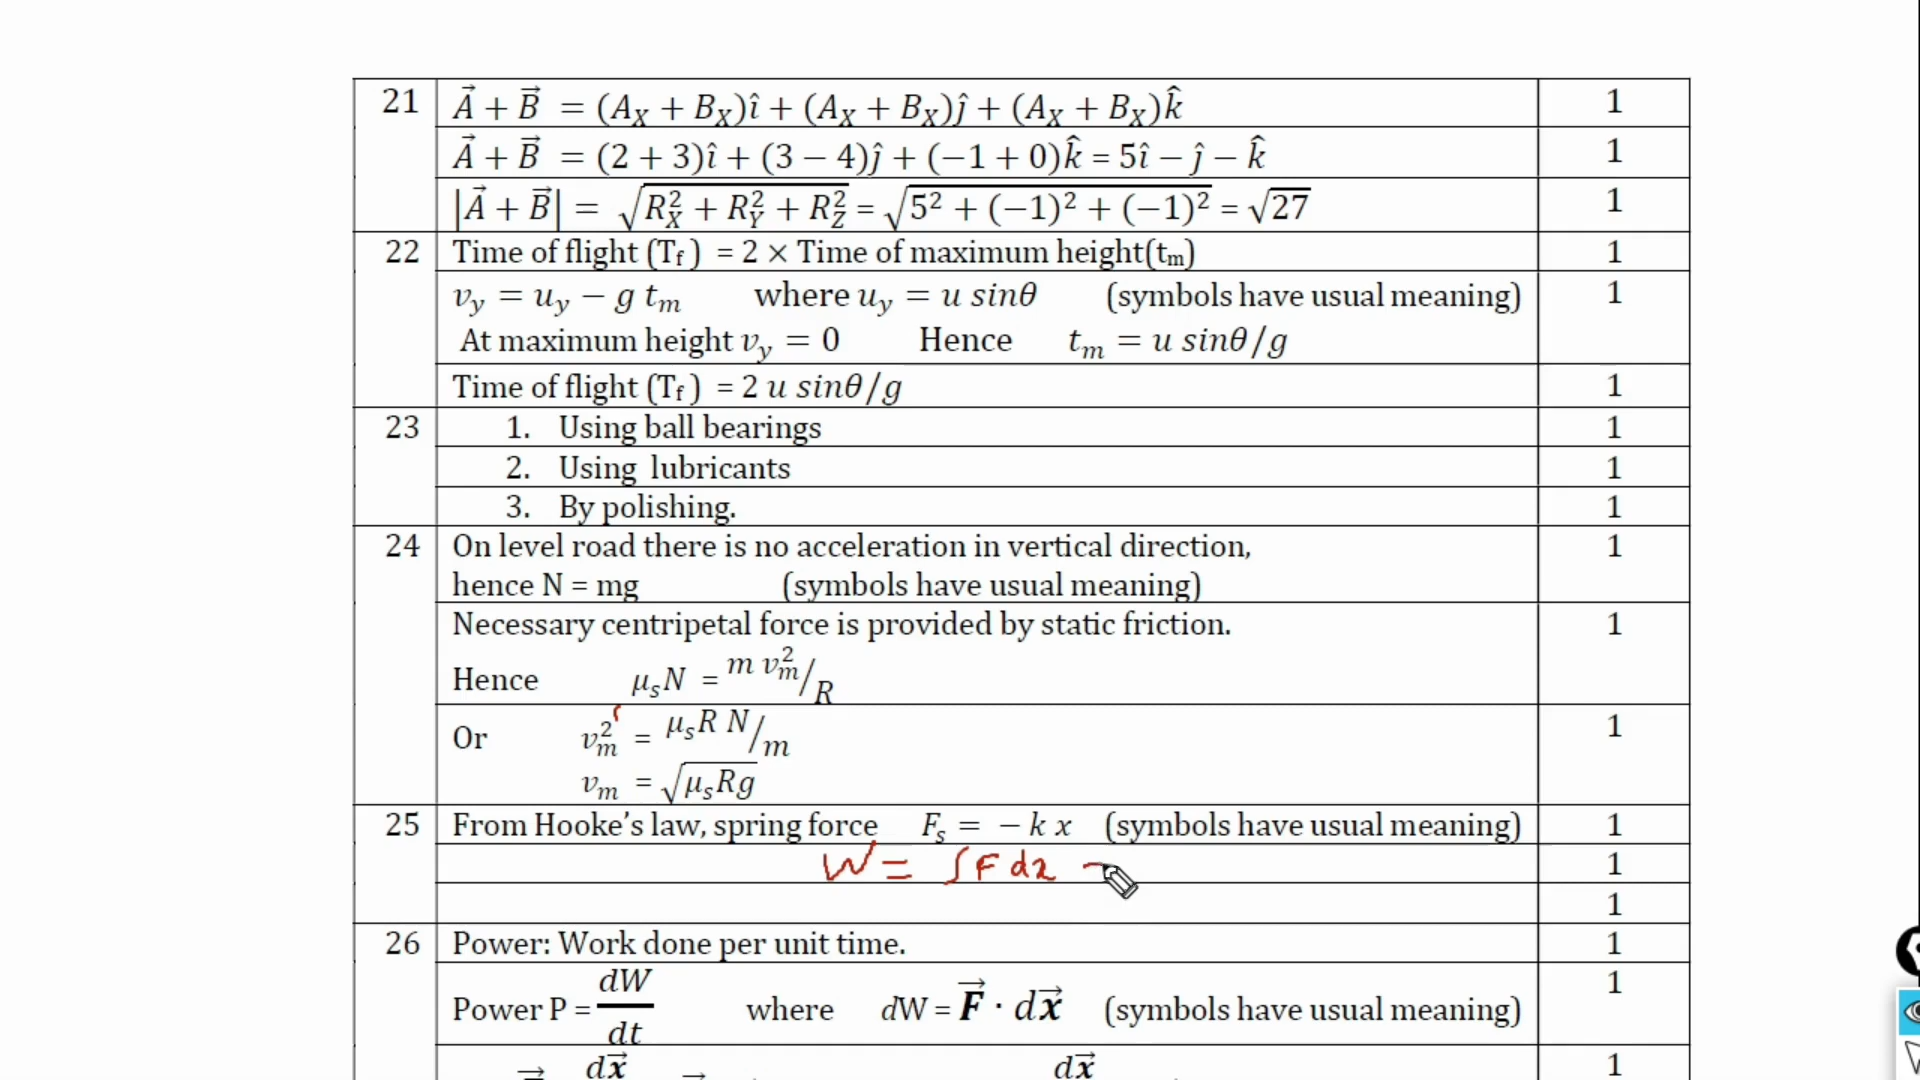 21 A⃗ + B⃗ = (A_X + B_X)î + (A_X + B_X)ĵ + (A_X + B_X)k̂ 1
A⃗ + B⃗ = (2 + 3)î + (3 − 4)ĵ + (−1 + 0)k̂ = 5î − ĵ − k̂ 1
|A⃗ + B⃗| = √(R_X² + R_Y² + R_Z²) = √(5² + (−1)² + (−1)²) = √27 1
22 Time of flight (T_f ) = 2 × Time of maximum height(t_m) 1
v_y = u_y − g t_m where u_y = u sinθ (symbols have usual meaning) 1
At maximum height v_y = 0 Hence t_m = u sinθ/g
Time of flight (T_f ) = 2 u sinθ/g 1
23 1. Using ball bearings 1
2. Using lubricants 1
3. By polishing. 1
24 On level road there is no acceleration in vertical direction, 1
hence N = mg (symbols have usual meaning)
Necessary centripetal force is provided by static friction. 1
Hence μ_s N = m v_m²/R
Or v_m² = μ_s R N/m 1
v_m = √(μ_s Rg)
25 From Hooke’s law, spring force F_s = − k x (symbols have usual meaning) 1
W = ∫F dx 1
1
26 Power: Work done per unit time. 1
Power P = dW/dt where dW = F⃗ · dx⃗ (symbols have usual meaning) 1
dx⃗ dx⃗ 1